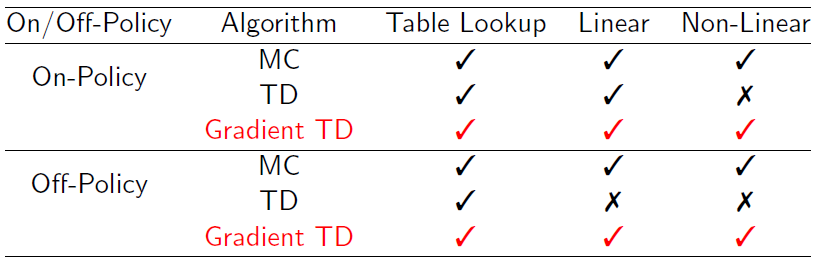 On/Off-Policy Algorithm Table Lookup Linear Non-Linear
On-Policy
MC ✓ ✓ ✓
TD ✓ ✓ ✗
Gradient TD ✓ ✓ ✓
Off-Policy
MC ✓ ✓ ✓
TD ✓ ✗ ✗
Gradient TD ✓ ✓ ✓